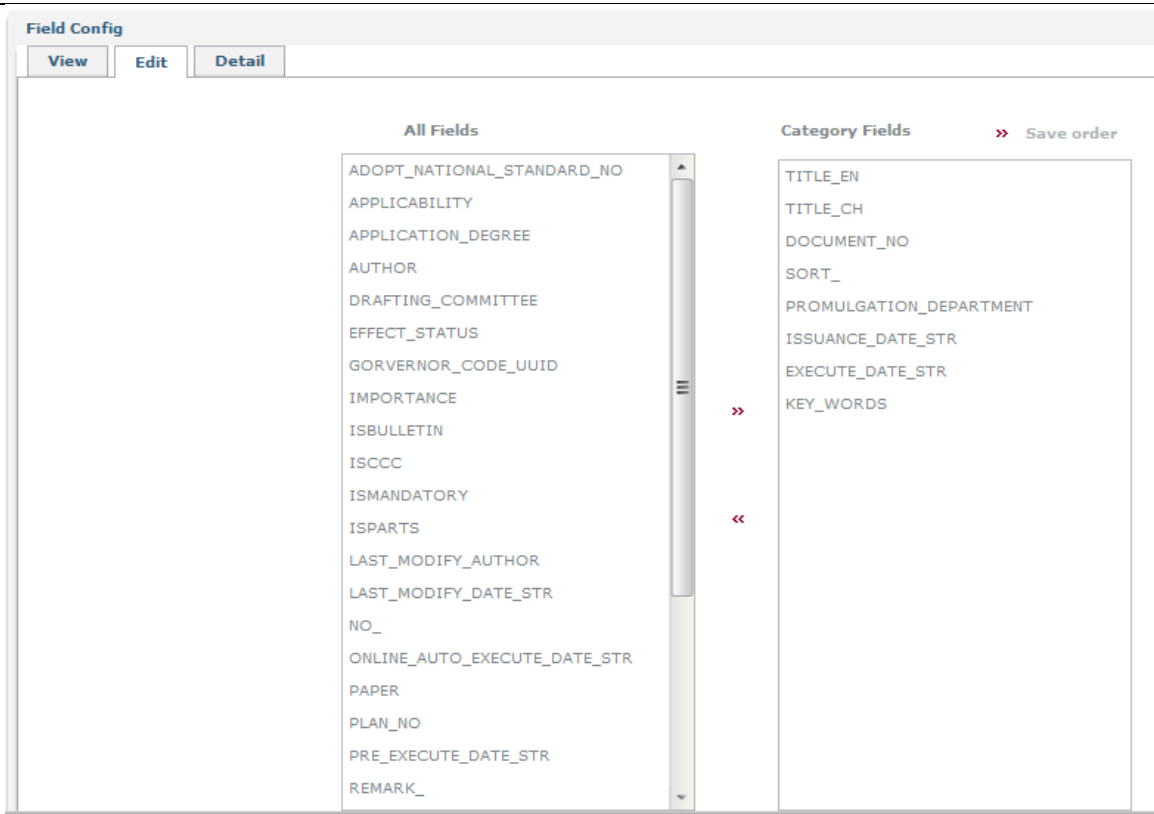 Field Config
View Edit Detail
All Fields
ADOPT_NATIONAL_STANDARD_NO
APPLICABILITY
APPLICATION_DEGREE
AUTHOR
DRAFTING_COMMITTEE
EFFECT_STATUS
GORVERNOR_CODE_UUID
IMPORTANCE
ISBULLETIN
ISCCC
ISMANDATORY
ISPARTS
LAST_MODIFY_AUTHOR
LAST_MODIFY_DATE_STR
NO_
ONLINE_AUTO_EXECUTE_DATE_STR
PAPER
PLAN_NO
PRE_EXECUTE_DATE_STR
REMARK_
»
«
Category Fields » Save order
TITLE_EN
TITLE_CH
DOCUMENT_NO
SORT_
PROMULGATION_DEPARTMENT
ISSUANCE_DATE_STR
EXECUTE_DATE_STR
KEY_WORDS